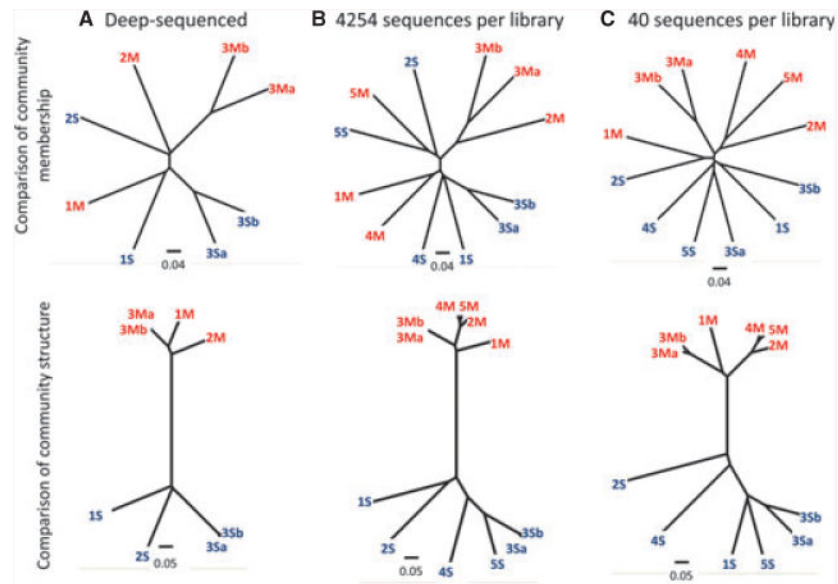 A Deep-sequenced
B 4254 sequences per library
C 40 sequences per library
Comparison of community
membership
2M
3Mb
3Ma
2S
1M
1S
3Sa
3Sb
0.04
2S
3Mb
3Ma
5M
2M
5S
1M
4M
4S
1S
3Sa
3Sb
0.04
3Ma
3Mb
4M
5M
1M
2M
2S
3Sb
4S
1S
5S
3Sa
0.04
Comparison of community structure
3Ma
1M
3Mb
2M
1S
2S
3Sb
3Sa
0.05
4M 5M
3Mb
2M
3Ma
1M
1S
2S
3Sb
3Sa
4S
5S
0.05
1M
4M 5M
3Mb
2M
3Ma
2S
4S
3Sb
3Sa
1S
5S
0.05